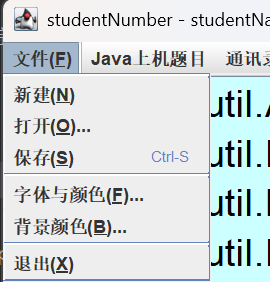 studentNumber - studentNa
文件(F) Java上机题目 通讯录
新建(N)
打开(O)...
保存(S) Ctrl-S
字体与颜色(F)...
背景颜色(B)...
退出(X)
util.
util.
util.
util.